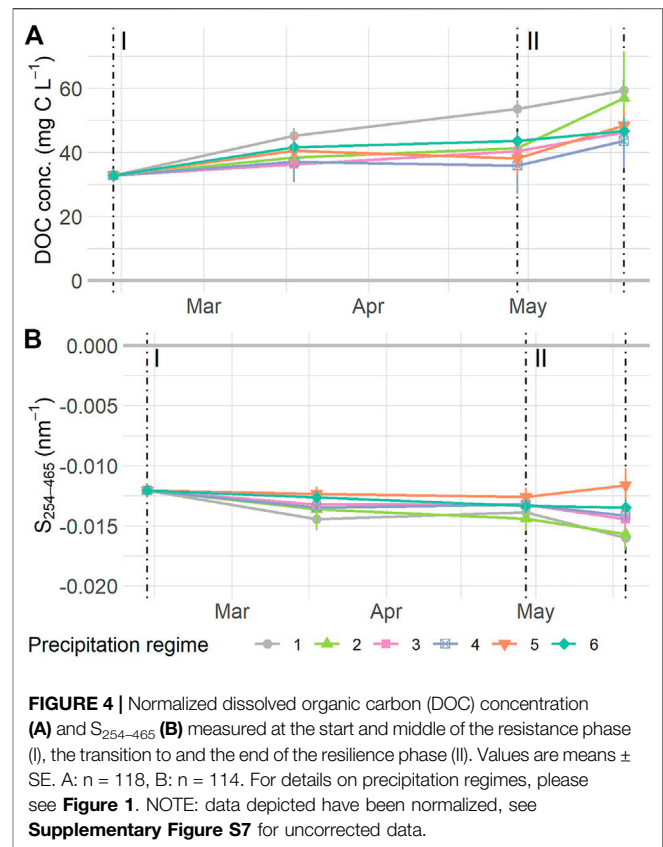 A
I
II
DOC conc. (mg C L⁻¹)
60
40
20
0
Mar
Apr
May
B
0.000
I
II
-0.005
-0.010
-0.015
-0.020
S₂₅₄₋₄₆₅ (nm⁻¹)
Mar
Apr
May
Precipitation regime 1 2 3 4 5 6
FIGURE 4 | Normalized dissolved organic carbon (DOC) concentration
(A) and S₂₅₄₋₄₆₅ (B) measured at the start and middle of the resistance phase
(I), the transition to and the end of the resilience phase (II). Values are means ±
SE. A: n = 118, B: n = 114. For details on precipitation regimes, please
see Figure 1. NOTE: data depicted have been normalized, see
Supplementary Figure S7 for uncorrected data.